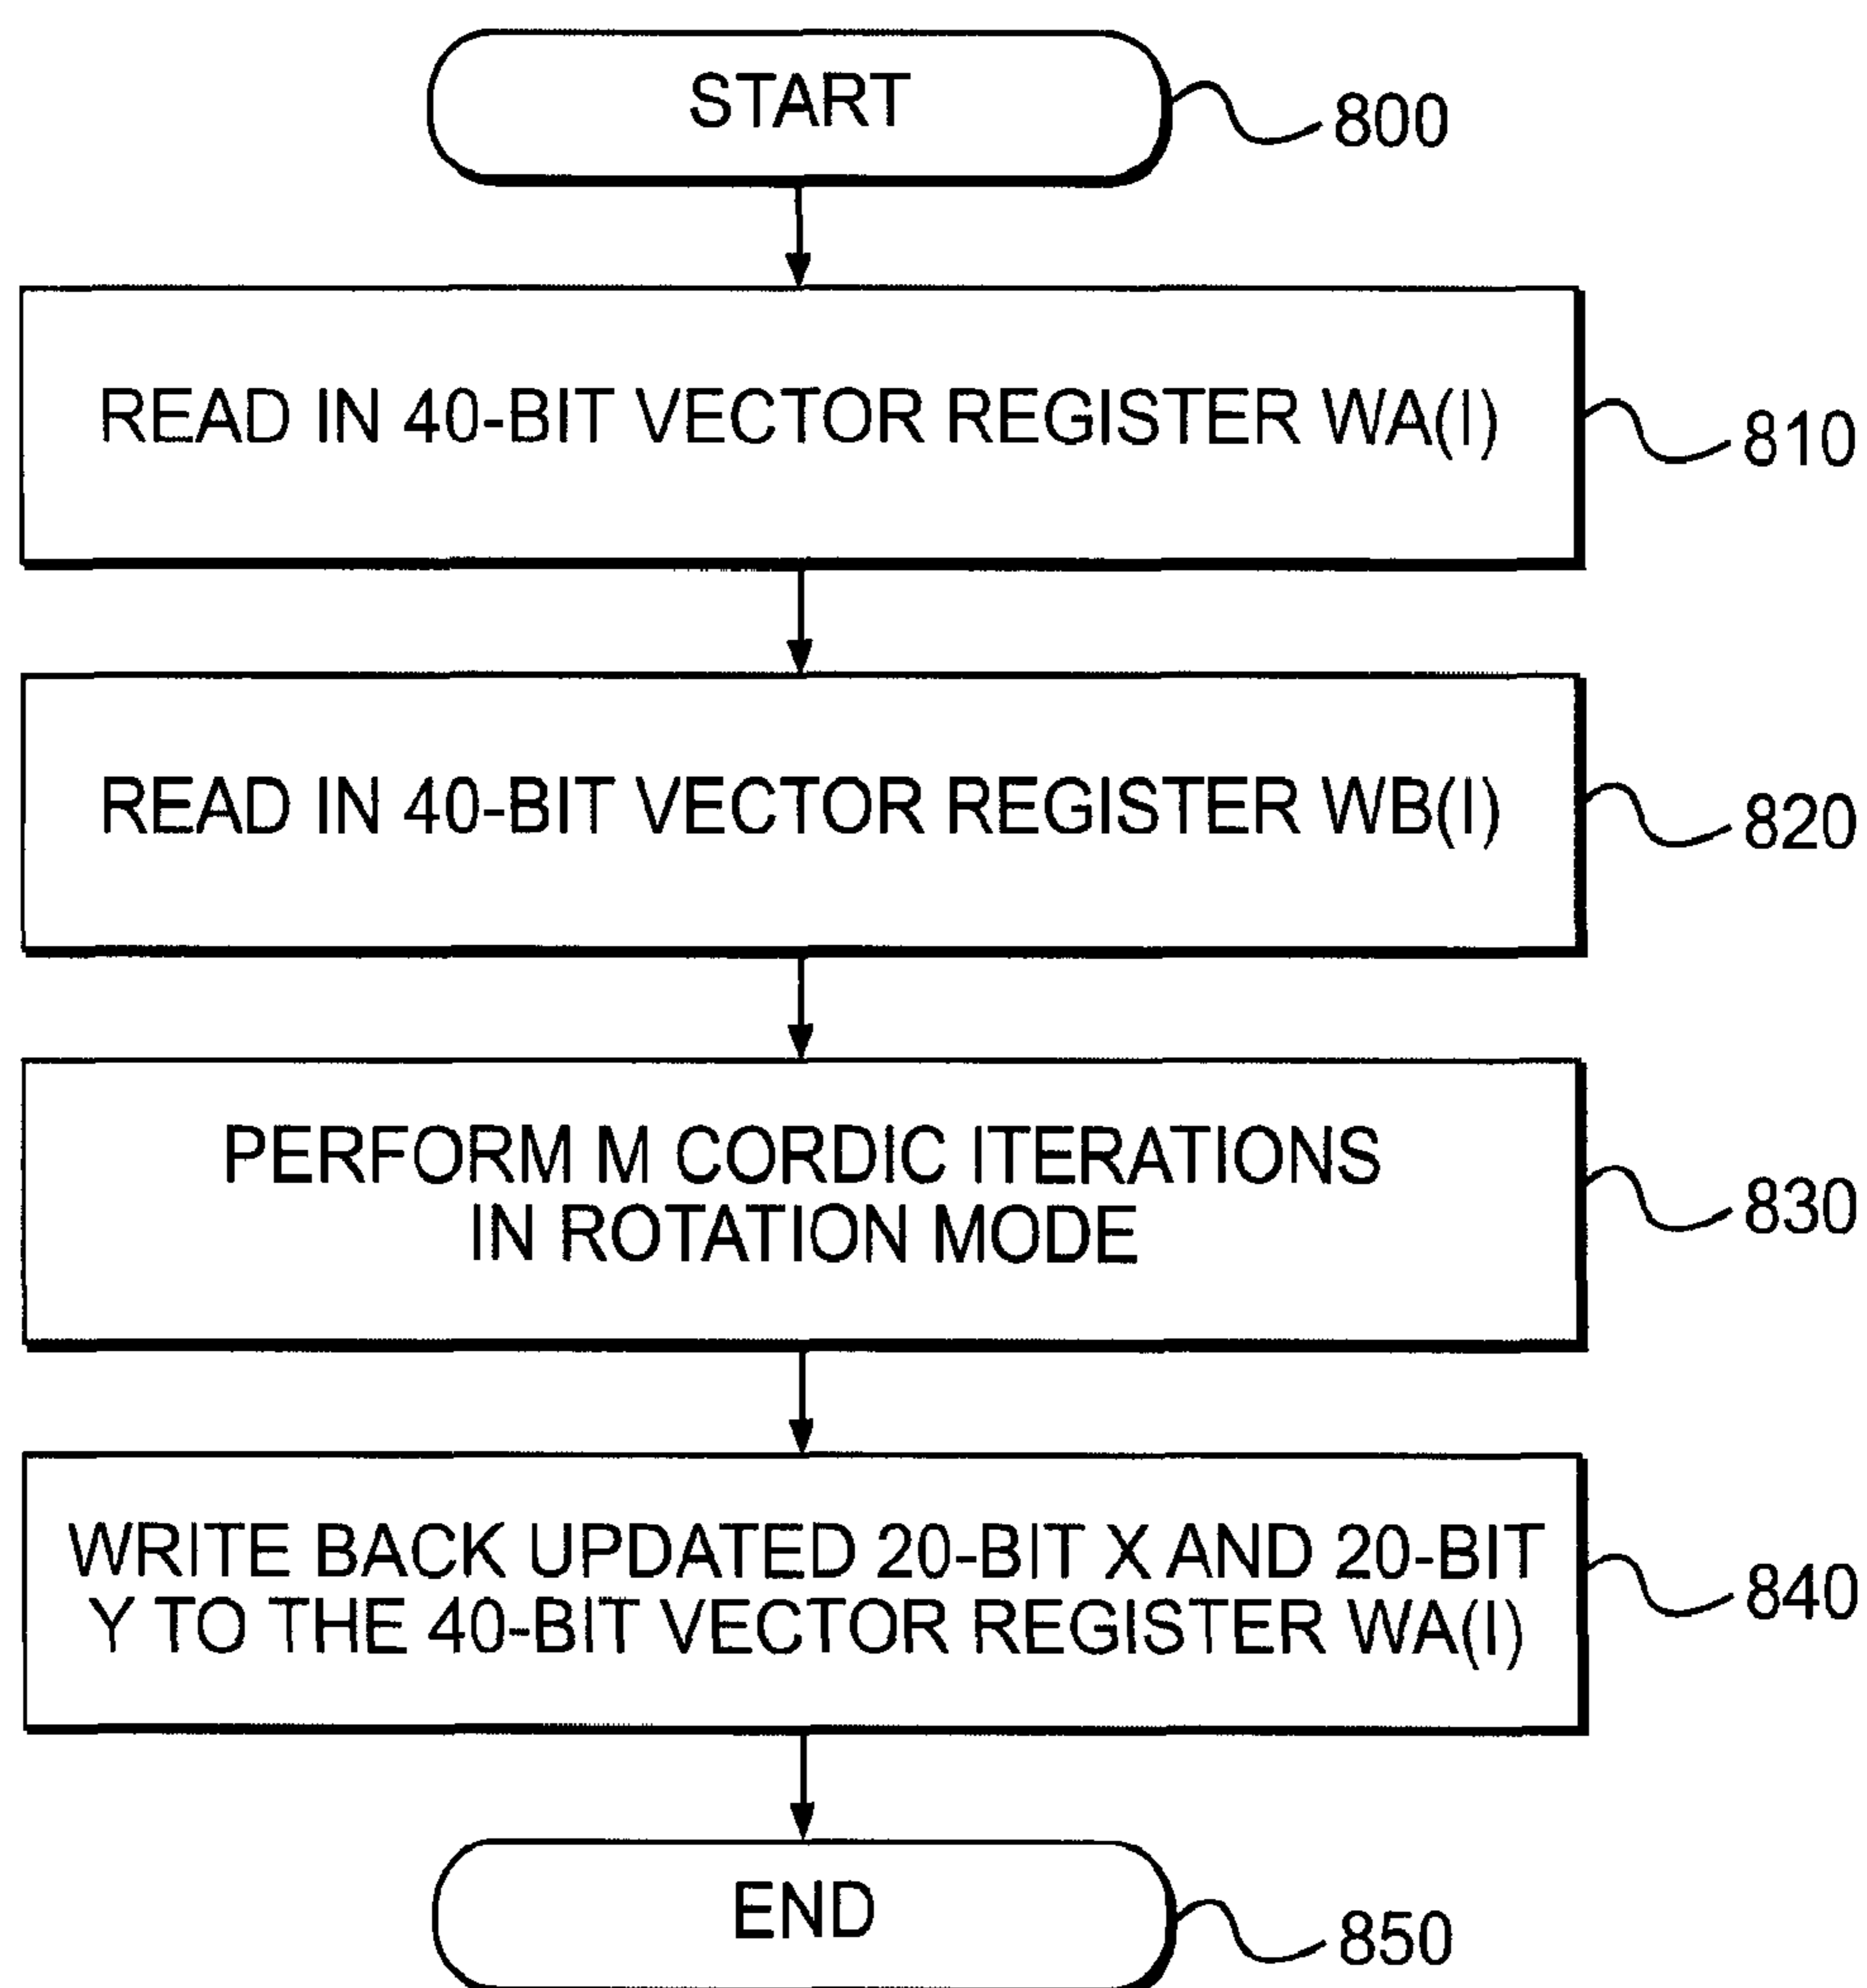 START
800
READ IN 40-BIT VECTOR REGISTER WA(I)
810
READ IN 40-BIT VECTOR REGISTER WB(I)
820
PERFORM M CORDIC ITERATIONS
IN ROTATION MODE
830
WRITE BACK UPDATED 20-BIT X AND 20-BIT
Y TO THE 40-BIT VECTOR REGISTER WA(I)
840
END
850